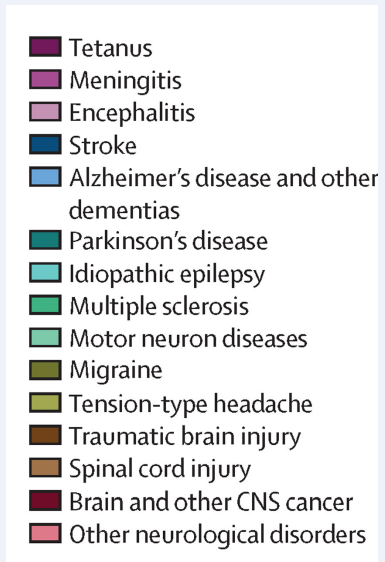 Tetanus
Meningitis
Encephalitis
Stroke
Alzheimer's disease and other
dementias
Parkinson's disease
Idiopathic epilepsy
Multiple sclerosis
Motor neuron diseases
Migraine
Tension-type headache
Traumatic brain injury
Spinal cord injury
Brain and other CNS cancer
Other neurological disorders